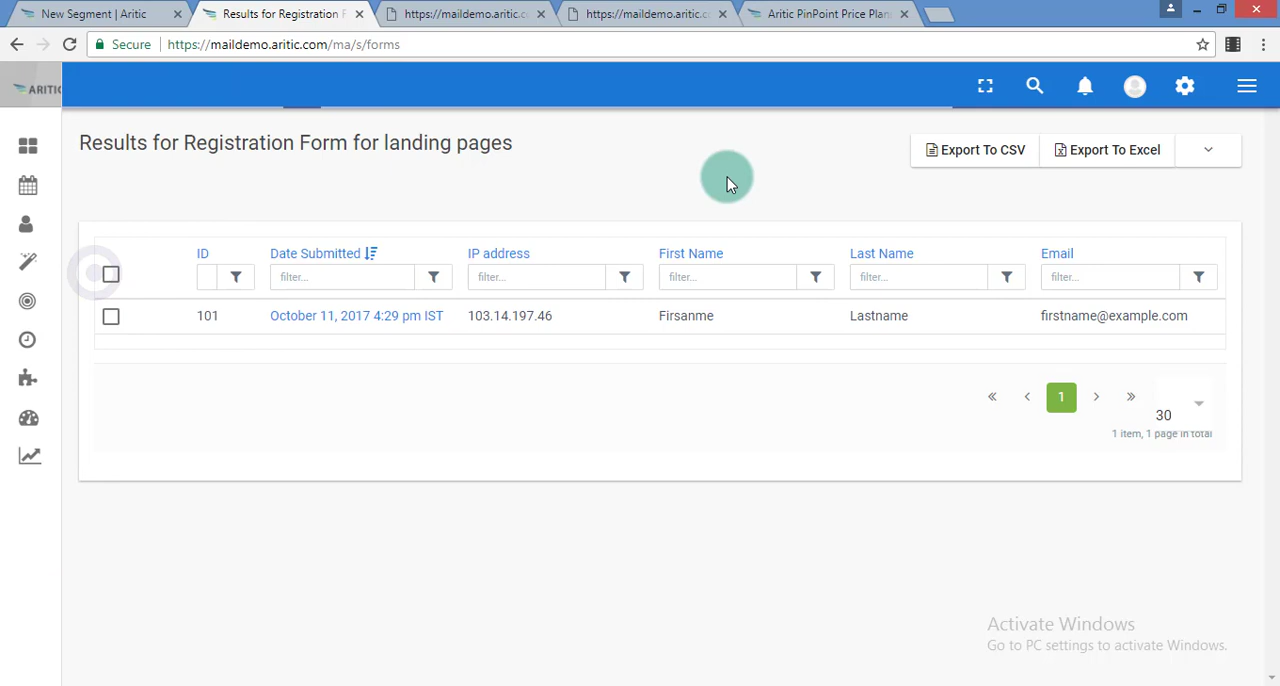 New Segment | Aritic
Results for Registration F
https://maildemo.aritic.c
https://maildemo.aritic.c
Aritic PinPoint Price Plan
Secure
https://maildemo.aritic.com/ma/s/forms
ARITIC
Results for Registration Form for landing pages
Export To CSV
Export To Excel
ID
Date Submitted
IP address
First Name
Last Name
Email
filter...
filter...
filter...
filter...
filter...
101
October 11, 2017 4:29 pm IST
103.14.197.46
Firsanme
Lastname
firstname@example.com
«
‹
1
›
»
30
1 item, 1 page in total
Activate Windows
Go to PC settings to activate Windows.